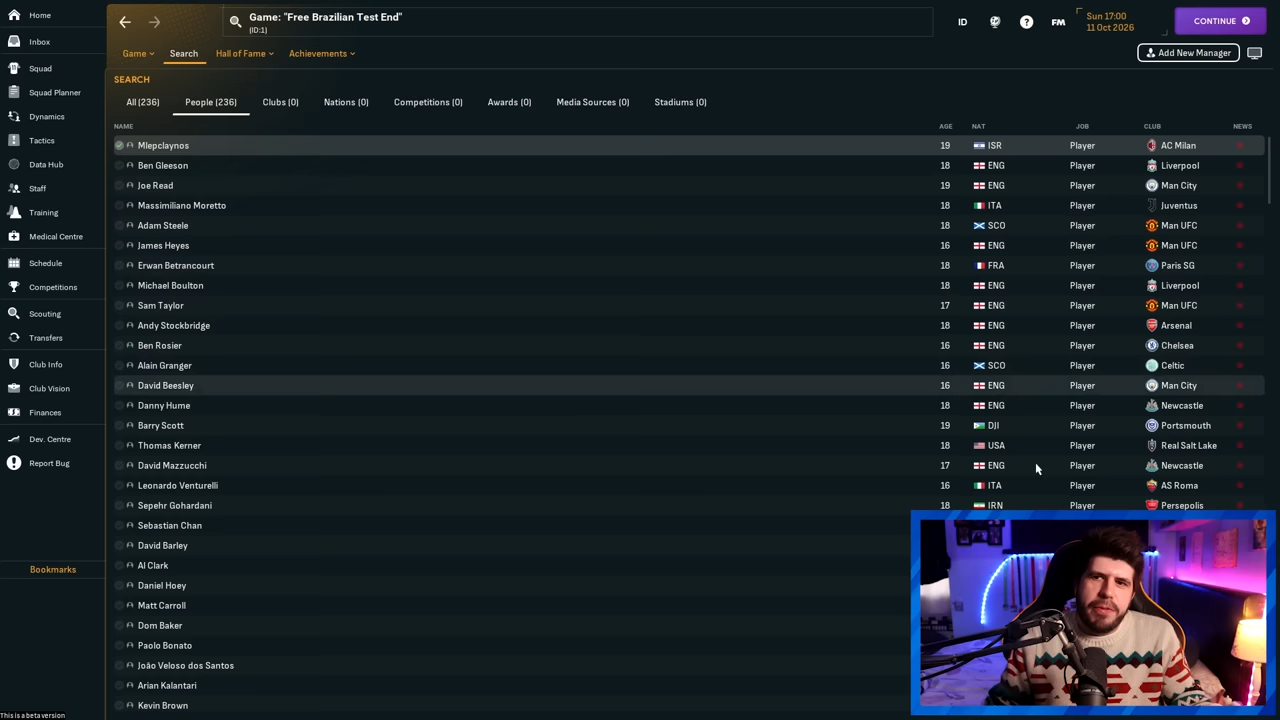 Home
Inbox
Squad
Squad Planner
Dynamics
Tactics
Data Hub
Staff
Training
Medical Centre
Schedule
Competitions
Scouting
Transfers
Club Info
Club Vision
Finances
Dev. Centre
Report Bug
Bookmarks
This is a beta version
Game: "Free Brazilian Test End"
(ID:1)
ID
?
FM
Sun 17:00
11 Oct 2026
CONTINUE
Game
Search
Hall of Fame
Achievements
Add New Manager
SEARCH
All (236) People (236) Clubs (0) Nations (0) Competitions (0) Awards (0) Media Sources (0) Stadiums (0)
NAME AGE NAT JOB CLUB NEWS
Mlepclaynos 19 ISR Player AC Milan
Ben Gleeson 18 ENG Player Liverpool
Joe Read 19 ENG Player Man City
Massimiliano Moretto 18 ITA Player Juventus
Adam Steele 18 SCO Player Man UFC
James Heyes 16 ENG Player Man UFC
Erwan Betrancourt 18 FRA Player Paris SG
Michael Boulton 18 ENG Player Liverpool
Sam Taylor 17 ENG Player Man UFC
Andy Stockbridge 18 ENG Player Arsenal
Ben Rosier 16 ENG Player Chelsea
Alain Granger 16 SCO Player Celtic
David Beesley 16 ENG Player Man City
Danny Hume 18 ENG Player Newcastle
Barry Scott 19 DJI Player Portsmouth
Thomas Kerner 18 USA Player Real Salt Lake
David Mazzucchi 17 ENG Player Newcastle
Leonardo Venturelli 16 ITA Player AS Roma
Sepehr Gohardani 18 IRN Player Persepolis
Sebastian Chan
David Barley
Al Clark
Daniel Hoey
Matt Carroll
Dom Baker
Paolo Bonato
João Veloso dos Santos
Arian Kalantari
Kevin Brown